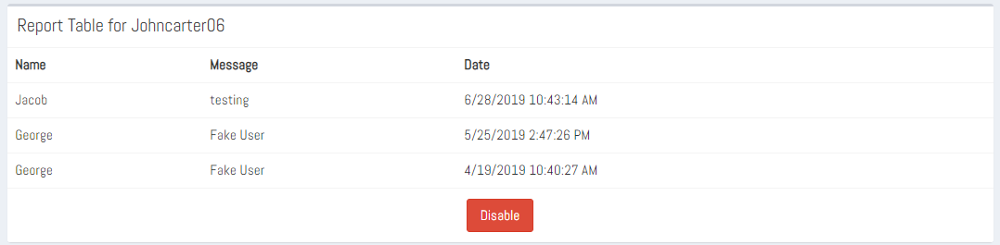 Report Table for Johncarter06
Name Message Date
Jacob testing 6/28/2019 10:43:14 AM
George Fake User 5/25/2019 2:47:26 PM
George Fake User 4/19/2019 10:40:27 AM
Disable